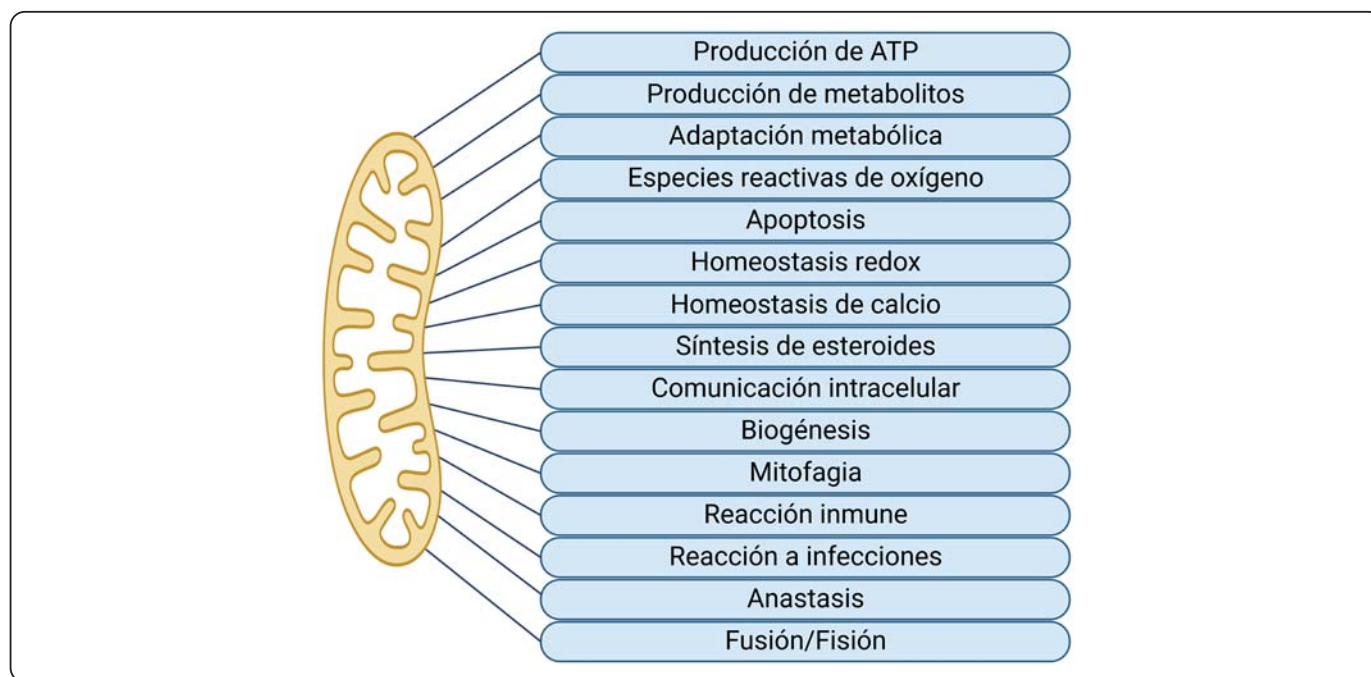 Producción de ATP
Producción de metabolitos
Adaptación metabólica
Especies reactivas de oxígeno
Apoptosis
Homeostasis redox
Homeostasis de calcio
Síntesis de esteroides
Comunicación intracelular
Biogénesis
Mitofagia
Reacción inmune
Reacción a infecciones
Anastasis
Fusión/Fisión